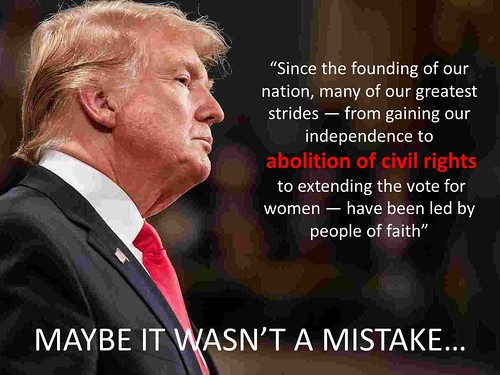 “Since the founding of our
nation, many of our greatest
strides — from gaining our
independence to
abolition of civil rights
to extending the vote for
women — have been led by
people of faith”
MAYBE IT WASN’T A MISTAKE…